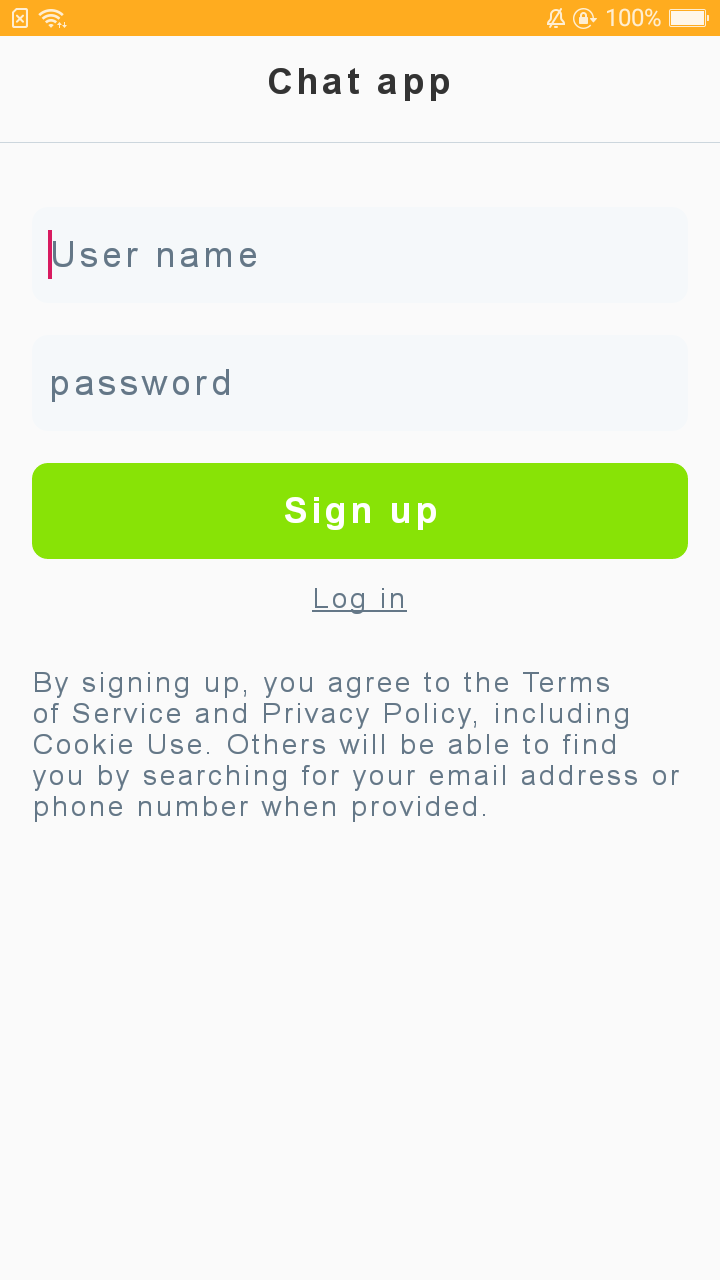 100%
Chat app
User name
password
Sign up
Log in
By signing up, you agree to the Terms
of Service and Privacy Policy, including
Cookie Use. Others will be able to find
you by searching for your email address or
phone number when provided.